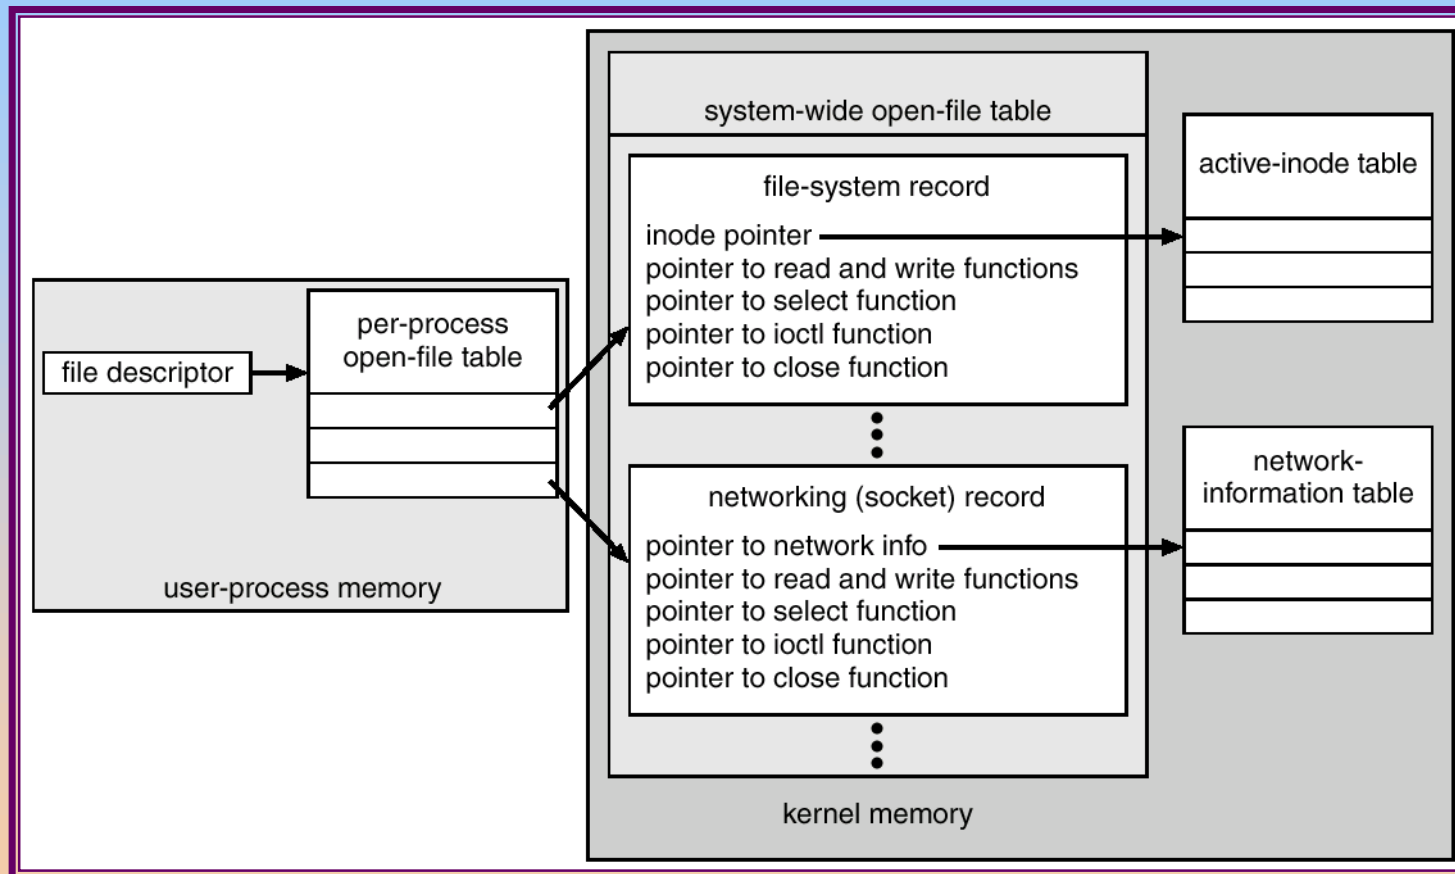 file descriptor
per-process
open-file table
user-process memory
system-wide open-file table
file-system record
inode pointer
pointer to read and write functions
pointer to select function
pointer to ioctl function
pointer to close function
networking (socket) record
pointer to network info
pointer to read and write functions
pointer to select function
pointer to ioctl function
pointer to close function
kernel memory
active-inode table
network-
information table